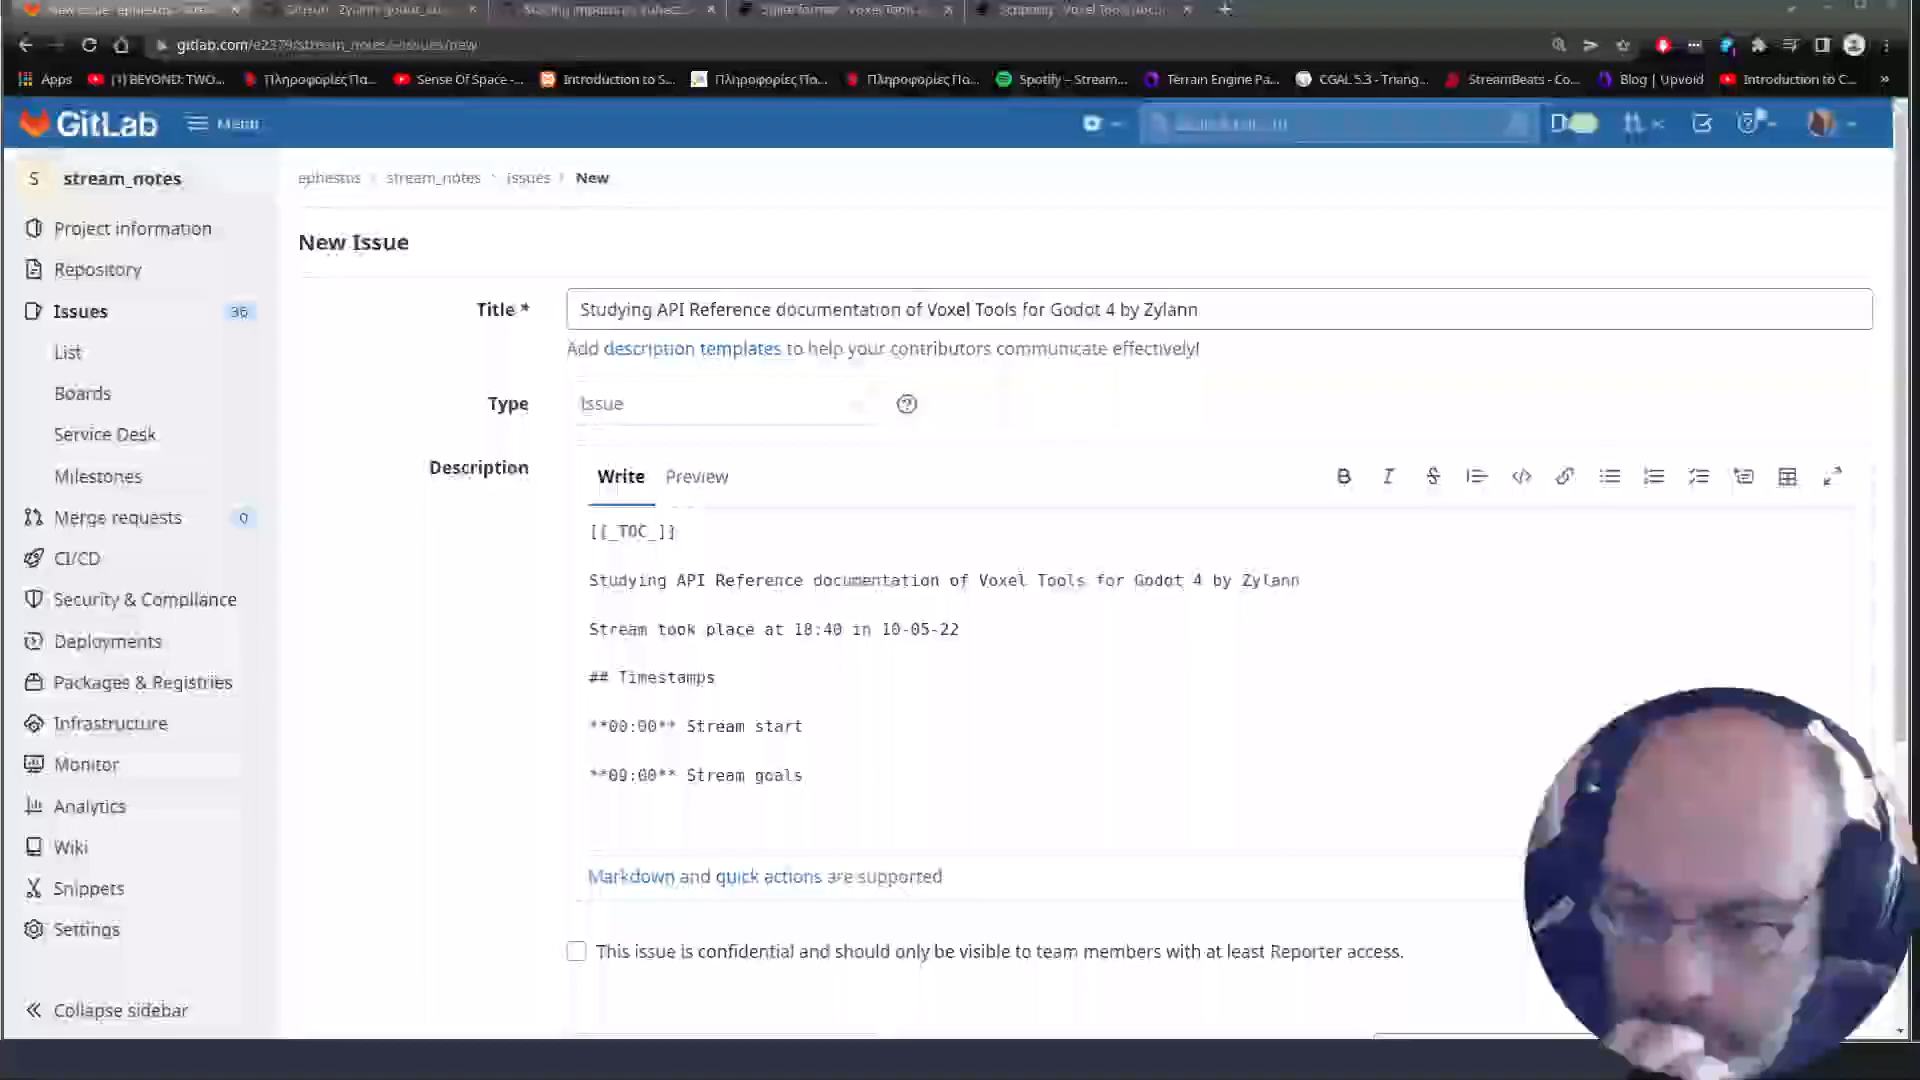 gitlab.com/e2379/stream_notes/-/issues/new
Apps
(1) BEYOND: TWO...
Πληροφορίες Πα...
Sense Of Space -...
Introduction to S...
Πληροφορίες Πα...
Πληροφορίες Πα...
Spotify – Stream...
Terrain Engine Pa...
CGAL 5.3 - Triang...
StreamBeats - Co...
Blog | Upvoid
Introduction to C...
»
GitLab
Menu
S stream_notes
ephestos
stream_notes
Issues
New
Project information
Repository
Issues 36
List
Boards
Service Desk
Milestones
Merge requests 0
CI/CD
Security & Compliance
Deployments
Packages & Registries
Infrastructure
Monitor
Analytics
Wiki
Snippets
Settings
Collapse sidebar
New Issue
Title *
Studying API Reference documentation of Voxel Tools for Godot 4 by Zylann
Add description templates to help your contributors communicate effectively!
Type
Issue
Description
Write Preview
[[_TOC_]]
Studying API Reference documentation of Voxel Tools for Godot 4 by Zylann
Stream took place at 18:40 in 10-05-22
## Timestamps
**00:00** Stream start
**00:00** Stream goals
Markdown and quick actions are supported
This issue is confidential and should only be visible to team members with at least Reporter access.